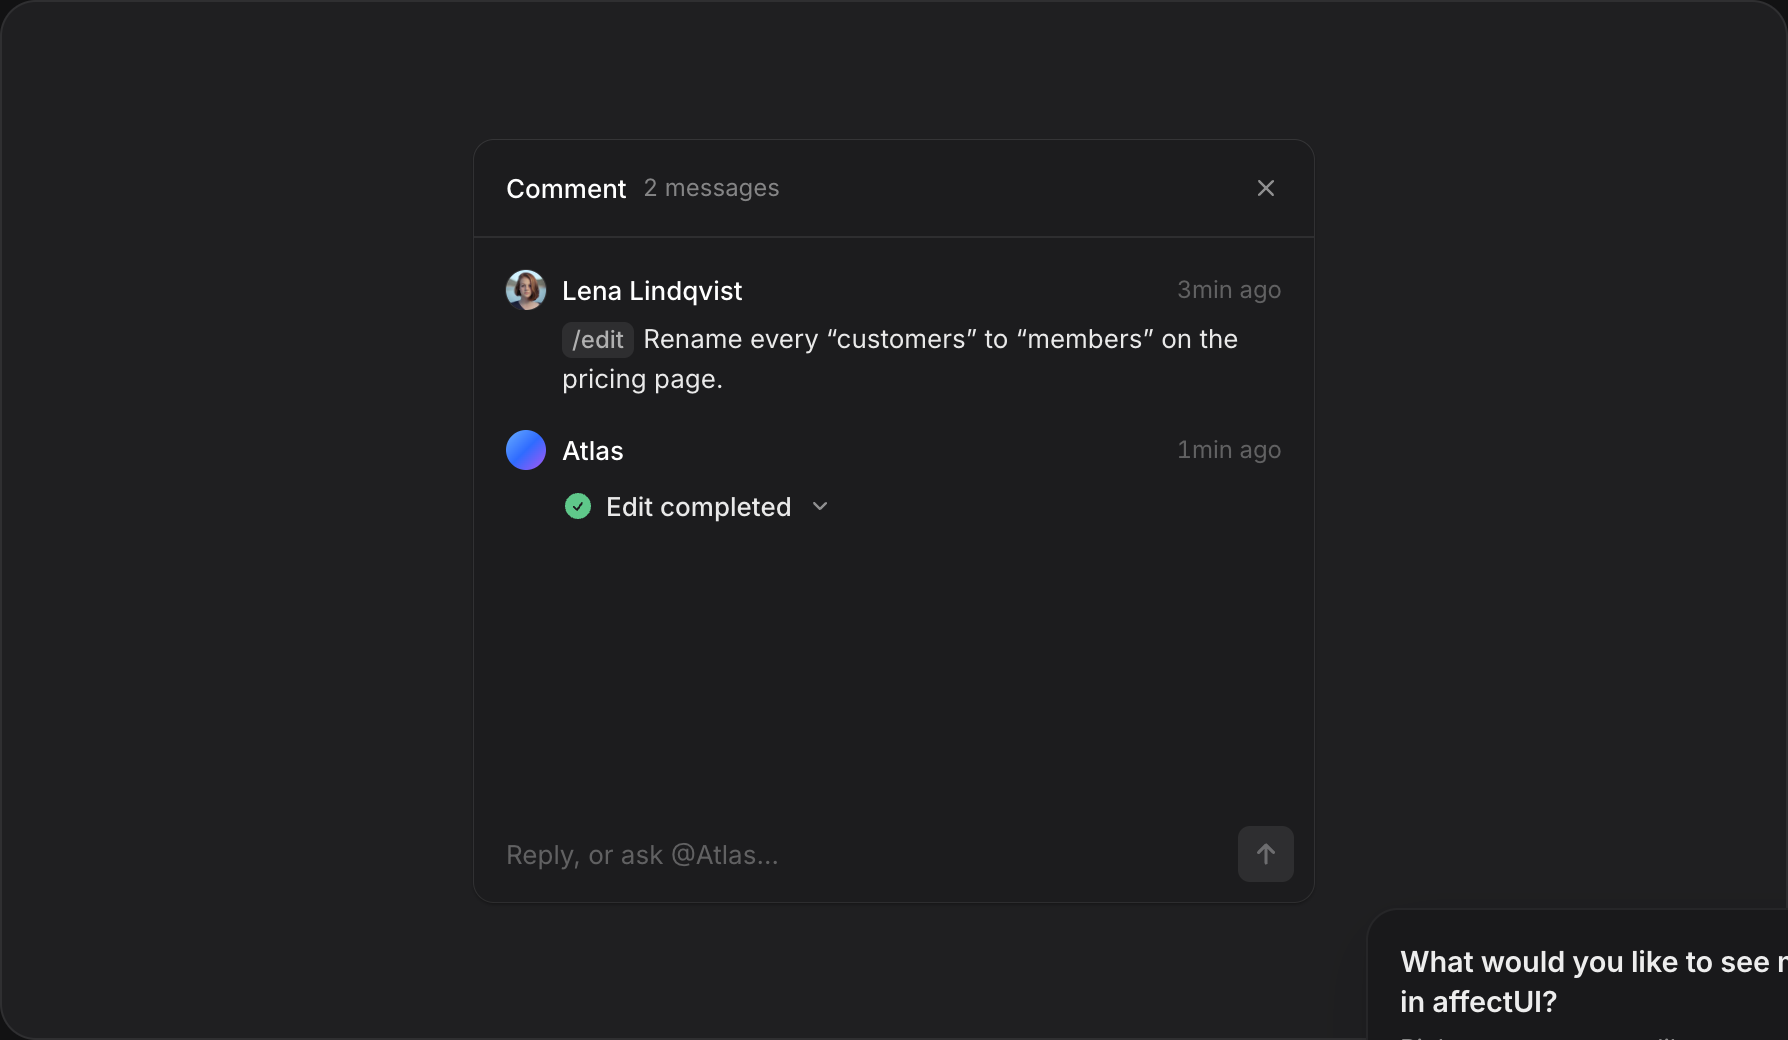 Comment 2 messages
Lena Lindqvist 3min ago
/edit Rename every “customers” to “members” on the
pricing page.
Atlas 1min ago
Edit completed
Reply, or ask @Atlas...
What would you like to see
in affectUI?